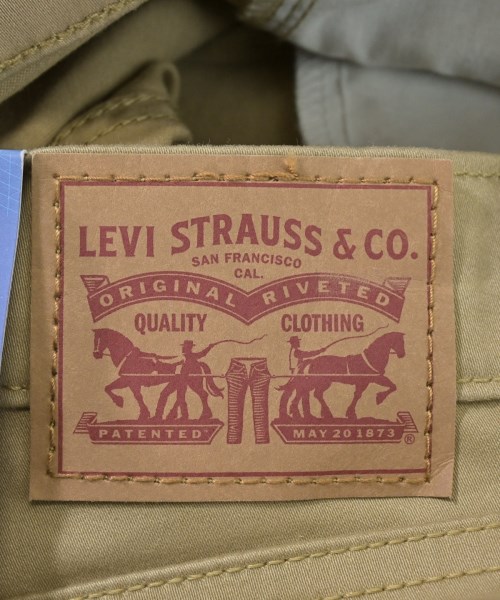 LEVI STRAUSS & CO.
SAN FRANCISCO
CAL.
ORIGINAL RIVETED
QUALITY CLOTHING
PATENTED MAY 20 1873 ®